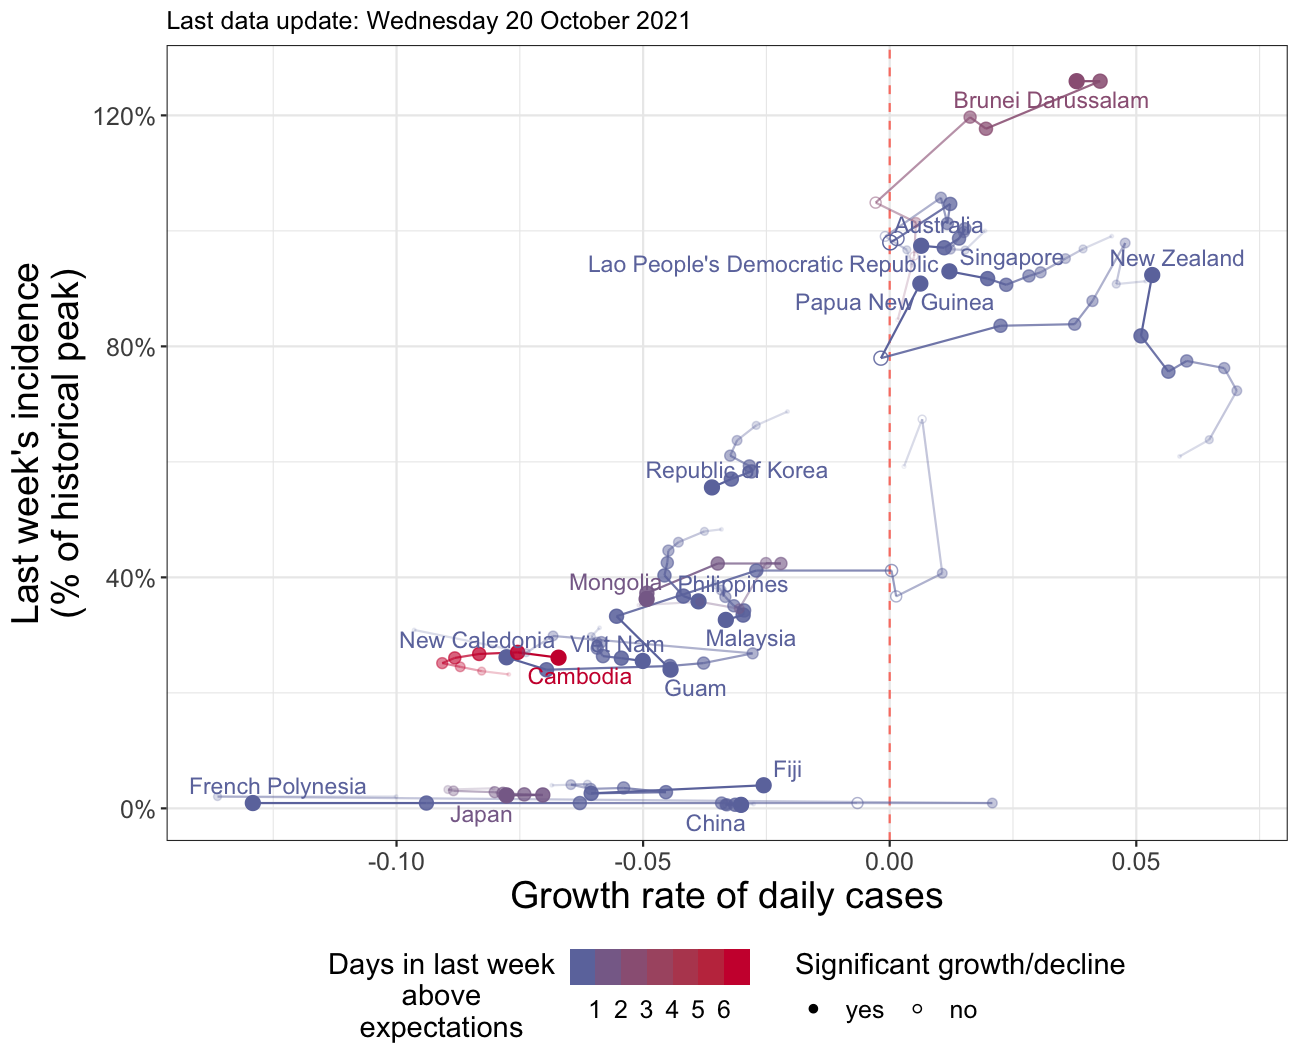 Last data update: Wednesday 20 October 2021
Last week's incidence
(% of historical peak)
120%
80%
40%
0%
Brunei Darussalam
Australia
Lao People's Democratic Republic
Singapore
New Zealand
Papua New Guinea
Republic of Korea
Mongolia
Philippines
New Caledonia
Viet Nam
Malaysia
Cambodia
Guam
Fiji
French Polynesia
Japan
China
-0.10
-0.05
0.00
0.05
Growth rate of daily cases
Days in last week
above
expectations
1 2 3 4 5 6
Significant growth/decline
yes no